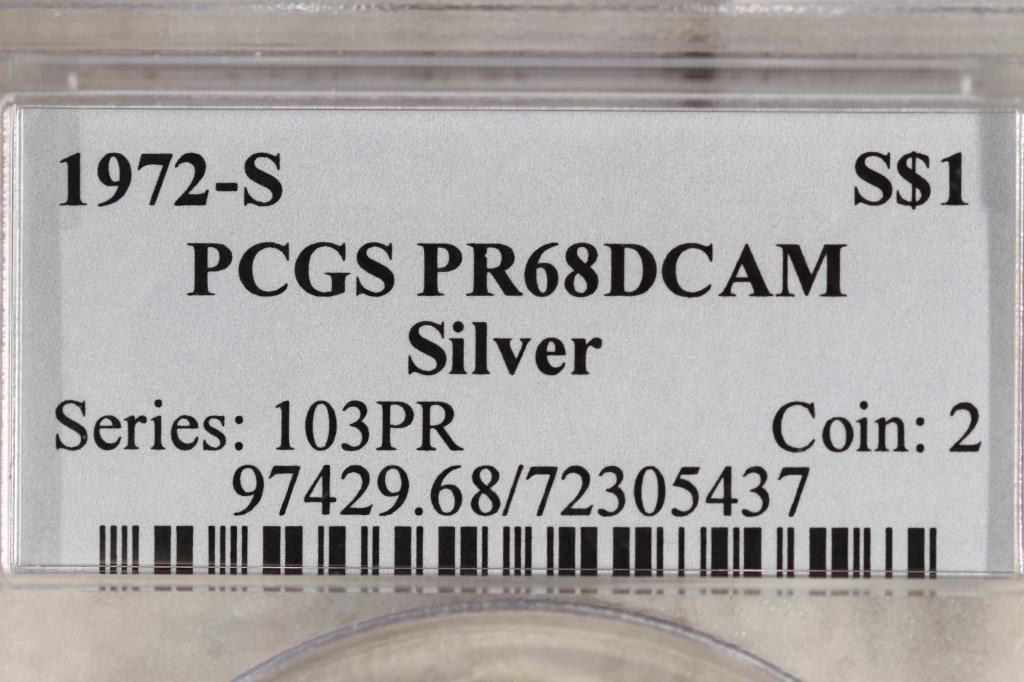 1972-S S$1
PCGS PR68DCAM
Silver
Series: 103PR Coin: 2
97429.68/72305437